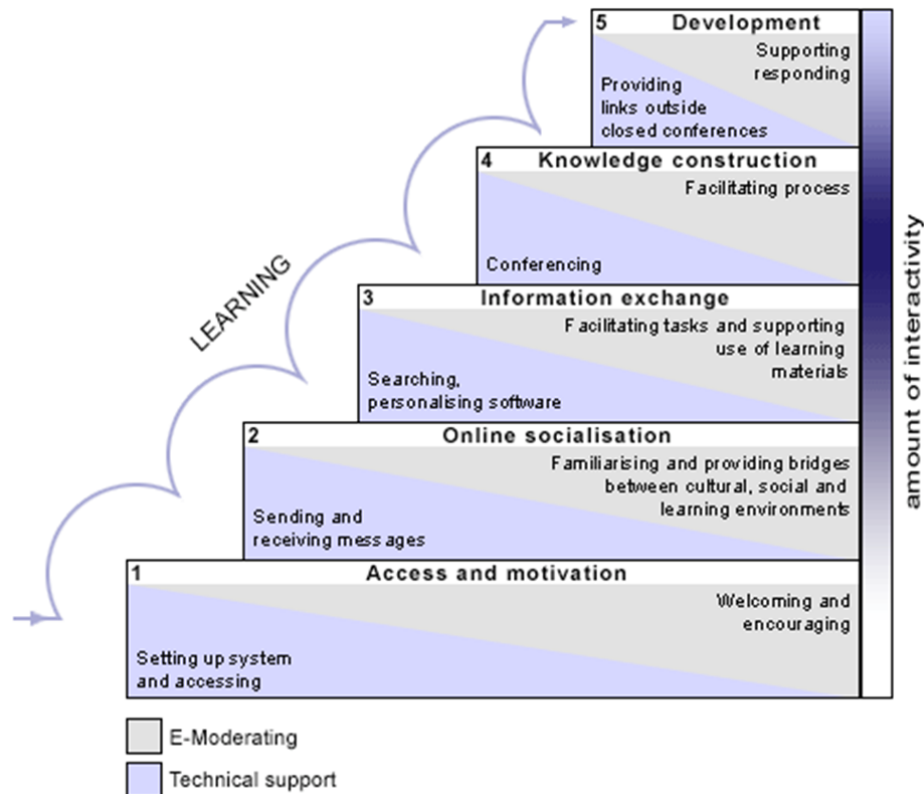 5 Development
Supporting
responding
Providing
links outside
closed conferences
4 Knowledge construction
Facilitating process
Conferencing
3 Information exchange
Facilitating tasks and supporting
use of learning
materials
Searching,
personalising software
2 Online socialisation
Familiarising and providing bridges
between cultural, social and
learning environments
Sending and
receiving messages
1 Access and motivation
Welcoming and
encouraging
Setting up system
and accessing
LEARNING
amount of interactivity
E-Moderating
Technical support